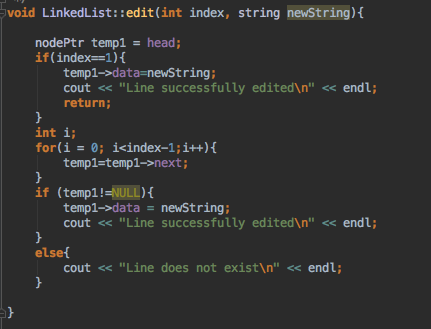 void LinkedList::edit(int index, string newString){
nodePtr temp1 = head;
if(index==1){
temp1->data=newString;
cout << "Line successfully edited\n" << endl;
return;
}
int i;
for(i = 0; i<index-1;i++){
temp1=temp1->next;
}
if (temp1!=NULL){
temp1->data = newString;
cout << "Line successfully edited\n" << endl;
}
else{
cout << "Line does not exist\n" << endl;
}
}